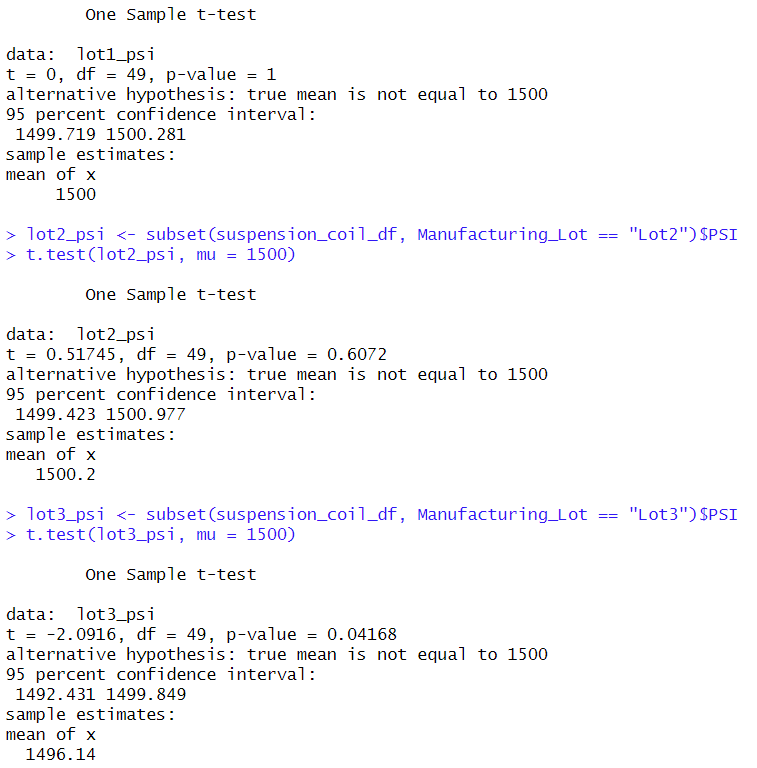 One Sample t-test

data:  lot1_psi
t = 0, df = 49, p-value = 1
alternative hypothesis: true mean is not equal to 1500
95 percent confidence interval:
 1499.719 1500.281
sample estimates:
mean of x
     1500

> lot2_psi <- subset(suspension_coil_df, Manufacturing_Lot == "Lot2")$PSI
> t.test(lot2_psi, mu = 1500)

        One Sample t-test

data:  lot2_psi
t = 0.51745, df = 49, p-value = 0.6072
alternative hypothesis: true mean is not equal to 1500
95 percent confidence interval:
 1499.423 1500.977
sample estimates:
mean of x
   1500.2

> lot3_psi <- subset(suspension_coil_df, Manufacturing_Lot == "Lot3")$PSI
> t.test(lot3_psi, mu = 1500)

        One Sample t-test

data:  lot3_psi
t = -2.0916, df = 49, p-value = 0.04168
alternative hypothesis: true mean is not equal to 1500
95 percent confidence interval:
 1492.431 1499.849
sample estimates:
mean of x
  1496.14